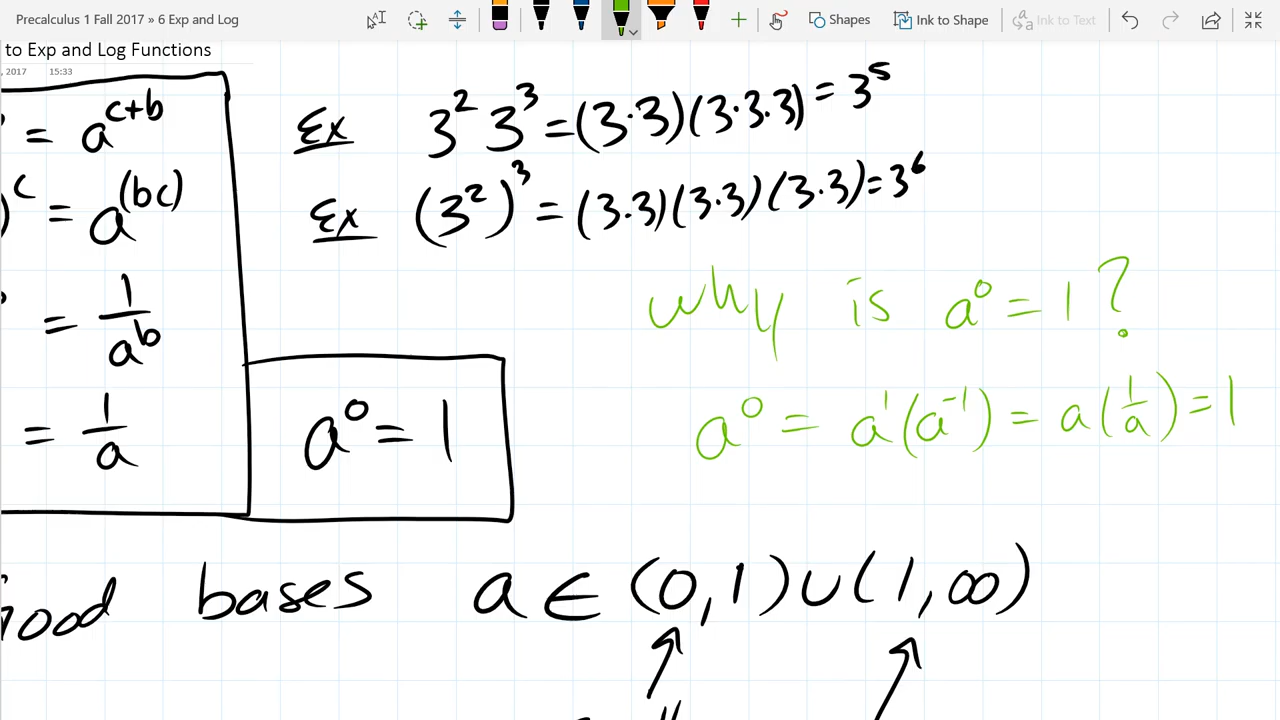 Precalculus 1 Fall 2017 » 6 Exp and Log
Shapes
Ink to Shape
Ink to Text
to Exp and Log Functions
, 2017 15:33
= a^{c+b}
Ex 3^2 3^3 = (3·3)(3·3·3) = 3^5
)^c = a^{(bc)}
Ex (3^2)^3 = (3·3)(3·3)(3·3) = 3^6
= 1/a^b
why is a^0 = 1?
= 1/a
a^0 = 1
a^0 = a^1(a^{-1}) = a(1/a) = 1
Good bases a ∈ (0,1)∪(1,∞)